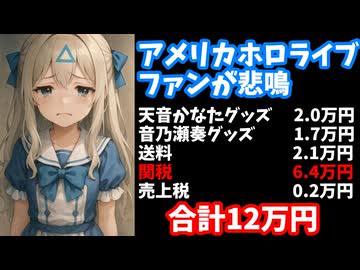 アメリカホロライブ
ファンが悲鳴
天音かなたグッズ 2.0万円
音乃瀬奏グッズ 1.7万円
送料 2.1万円
関税 6.4万円
売上税 0.2万円
合計12万円